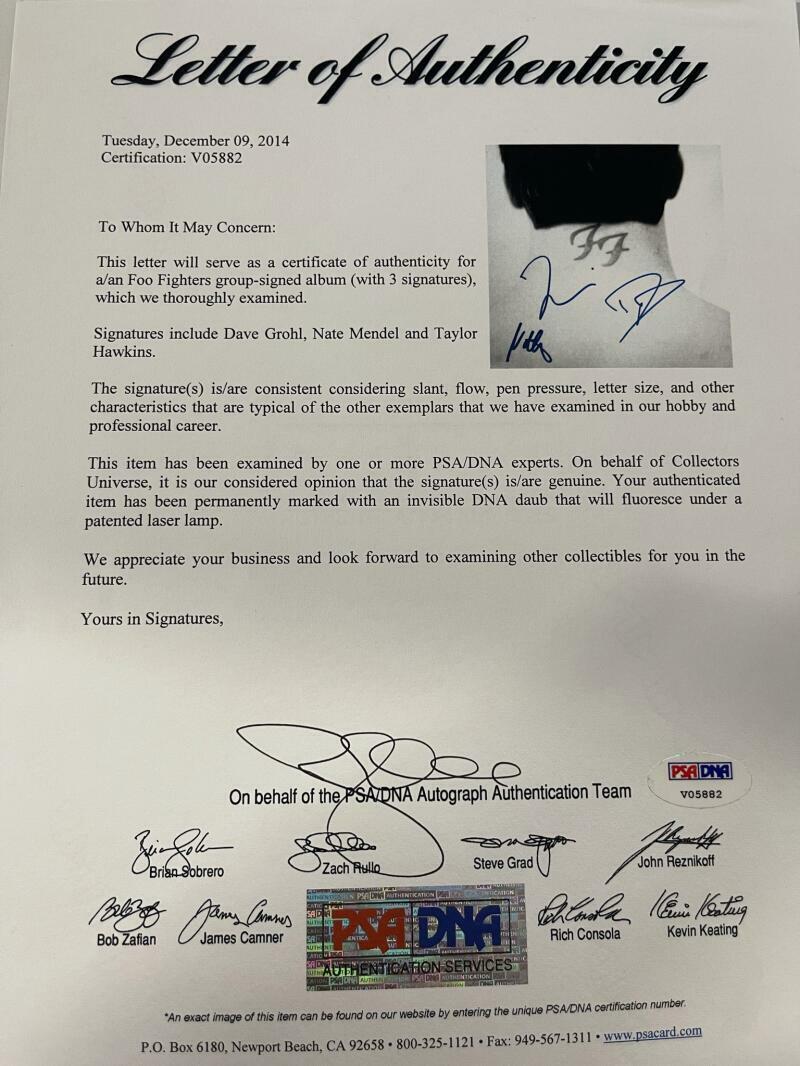 Letter of Authenticity
Tuesday, December 09, 2014
Certification: V05882
To Whom It May Concern:
This letter will serve as a certificate of authenticity for
a/an Foo Fighters group-signed album (with 3 signatures),
which we thoroughly examined.
Signatures include Dave Grohl, Nate Mendel and Taylor
Hawkins.
FF
The signature(s) is/are consistent considering slant, flow, pen pressure, letter size, and other
characteristics that are typical of the other exemplars that we have examined in our hobby and
professional career.
This item has been examined by one or more PSA/DNA experts. On behalf of Collectors
Universe, it is our considered opinion that the signature(s) is/are genuine. Your authenticated
item has been permanently marked with an invisible DNA daub that will fluoresce under a
patented laser lamp.
We appreciate your business and look forward to examining other collectibles for you in the
future.
Yours in Signatures,
On behalf of the PSA/DNA Autograph Authentication Team
PSA DNA
V05882
Brian Sobrero
Zach Rullo
Steve Grad
John Reznikoff
Bob Zafian
James Camner
PSA DNA
AUTHENTICATION SERVICES
Rich Consola
Kevin Keating
*An exact image of this item can be found on our website by entering the unique PSA/DNA certification number.
P.O. Box 6180, Newport Beach, CA 92658 • 800-325-1121 • Fax: 949-567-1311 • www.psacard.com